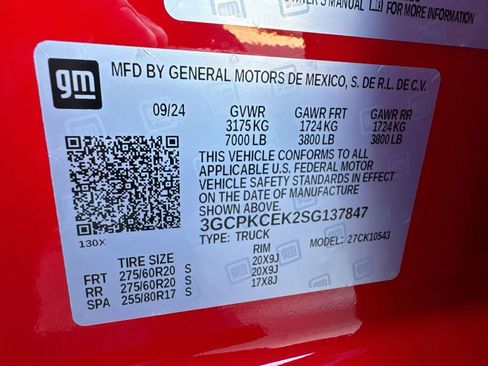 OWNER'S MANUAL FOR MORE INFORMATION
gm
MFD BY GENERAL MOTORS DE MEXICO, S. DE R.L. DE C.V.
09/24 GVWR GAWR FRT GAWR RR
3175 KG 1724 KG 1724 KG
7000 LB 3800 LB 3800 LB
THIS VEHICLE CONFORMS TO ALL
APPLICABLE U.S. FEDERAL MOTOR
VEHICLE SAFETY STANDARDS IN EFFECT
ON THE DATE OF MANUFACTURE
SHOWN ABOVE.
3GCPKCEK2SG137847
TYPE: TRUCK MODEL: 27CK10543
130X
TIRE SIZE RIM
FRT 275/60R20 S 20X9J
RR 275/60R20 S 20X9J
SPA 255/80R17 S 17X8J